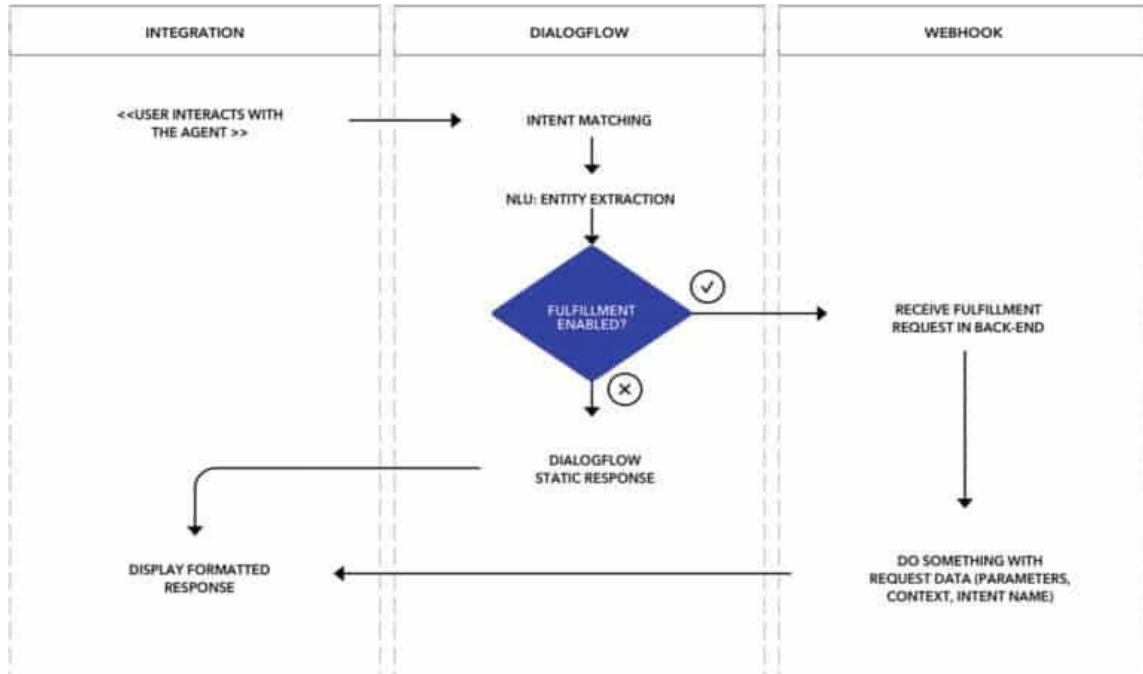 INTEGRATION
DIALOGFLOW
WEBHOOK
<<USER INTERACTS WITH
THE AGENT >>
INTENT MATCHING
NLU: ENTITY EXTRACTION
FULFILLMENT
ENABLED?
RECEIVE FULFILLMENT
REQUEST IN BACK-END
DIALOGFLOW
STATIC RESPONSE
DISPLAY FORMATTED
RESPONSE
DO SOMETHING WITH
REQUEST DATA (PARAMETERS,
CONTEXT, INTENT NAME)